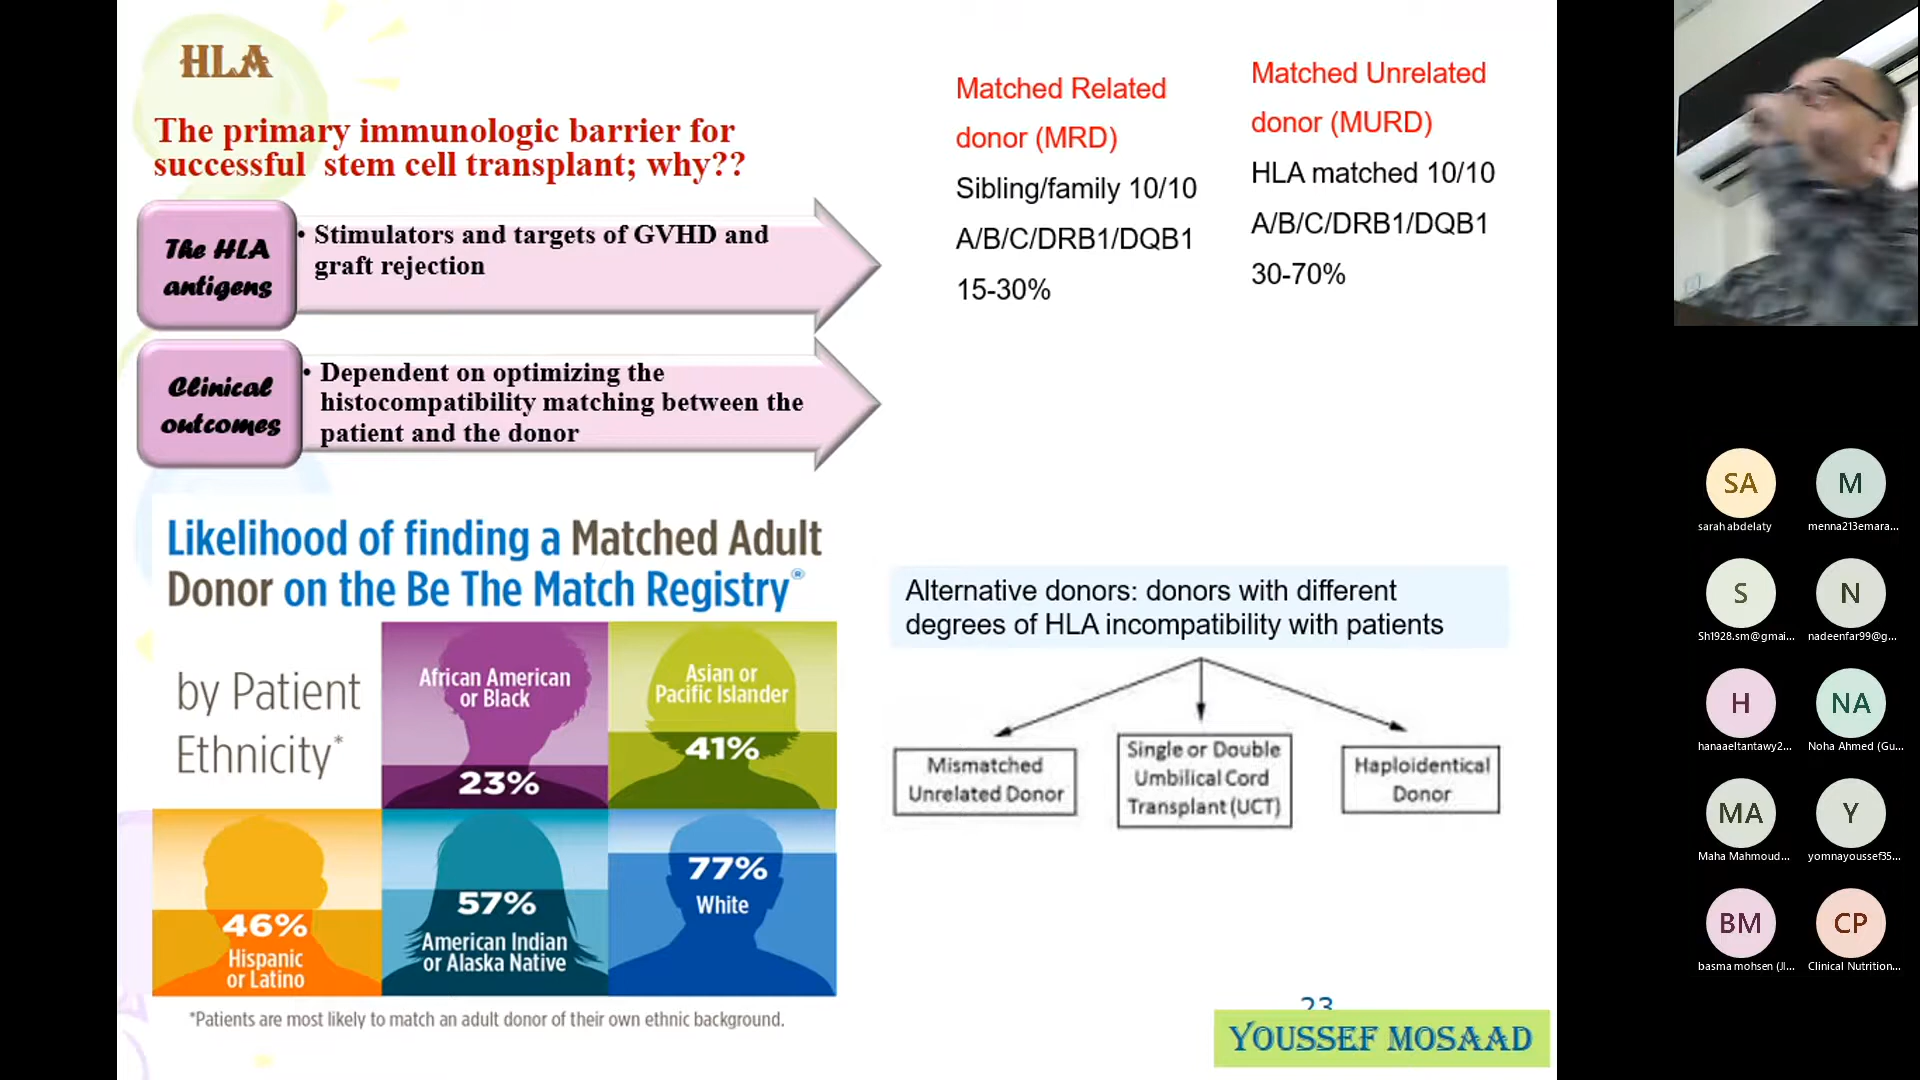 HLA
The primary immunologic barrier for
successful stem cell transplant; why??
The HLA
antigens
• Stimulators and targets of GVHD and
graft rejection
Clinical
outcomes
• Dependent on optimizing the
histocompatibility matching between the
patient and the donor
Matched Related
donor (MRD)
Sibling/family 10/10
A/B/C/DRB1/DQB1
15-30%
Matched Unrelated
donor (MURD)
HLA matched 10/10
A/B/C/DRB1/DQB1
30-70%
Likelihood of finding a Matched Adult
Donor on the Be The Match Registry®
by Patient
Ethnicity*
African American
or Black
23%
Asian or
Pacific Islander
41%
46%
Hispanic
or Latino
57%
American Indian
or Alaska Native
77%
White
*Patients are most likely to match an adult donor of their own ethnic background.
Alternative donors: donors with different
degrees of HLA incompatibility with patients
Mismatched
Unrelated Donor
Single or Double
Umbilical Cord
Transplant (UCT)
Haploidentical
Donor
23
YOUSSEF MOSAAD
SA
sarah abdelaty
M
menna213emara...
S
Sh1928.sm@gmai...
N
nadeenfar99@g...
H
hanaaeltantawy2...
NA
Noha Ahmed (Gu...
MA
Maha Mahmoud...
Y
yomnayoussef35...
BM
basma mohsen (Jl...
CP
Clinical Nutrition...